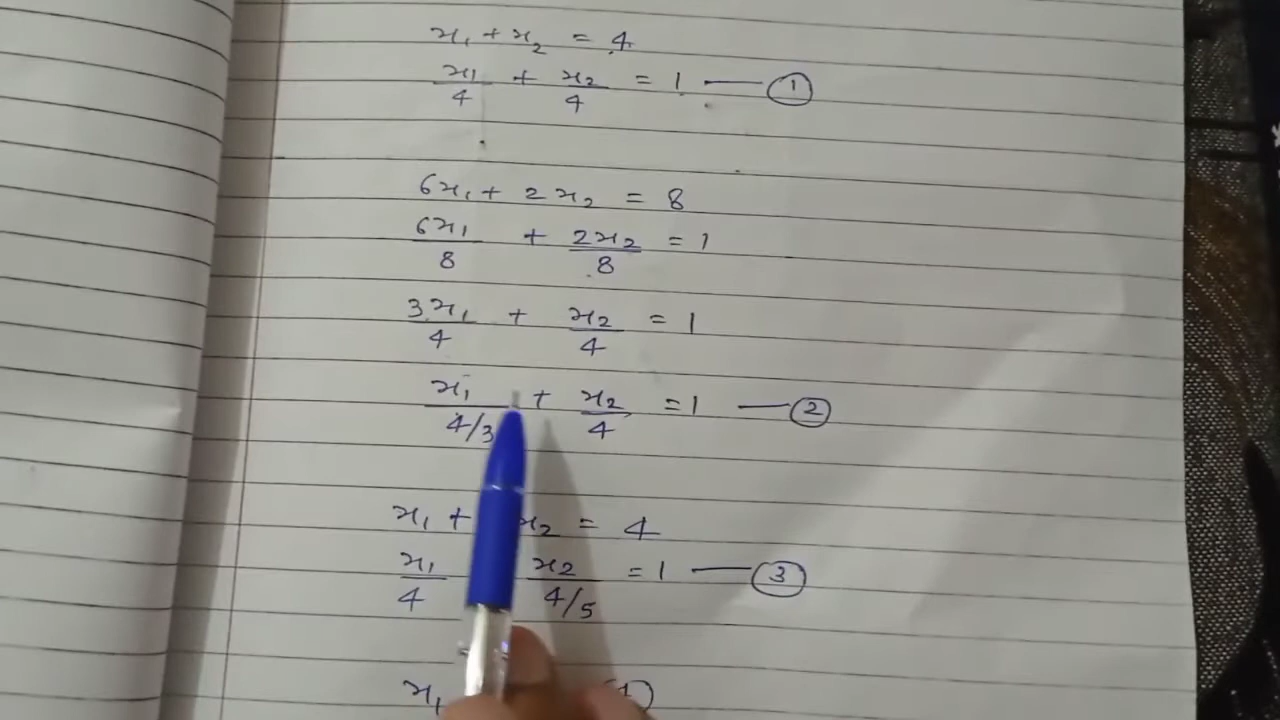 x₁ + x₂ = 4
x₁/4 + x₂/4 = 1 — ①
6x₁ + 2x₂ = 8
6x₁/8 + 2x₂/8 = 1
3x₁/4 + x₂/4 = 1
x₁/4/3 + x₂/4 = 1 — ②
x₁ + x₂ = 4
x₁/4 x₂/4/5 = 1 — ③
x₁